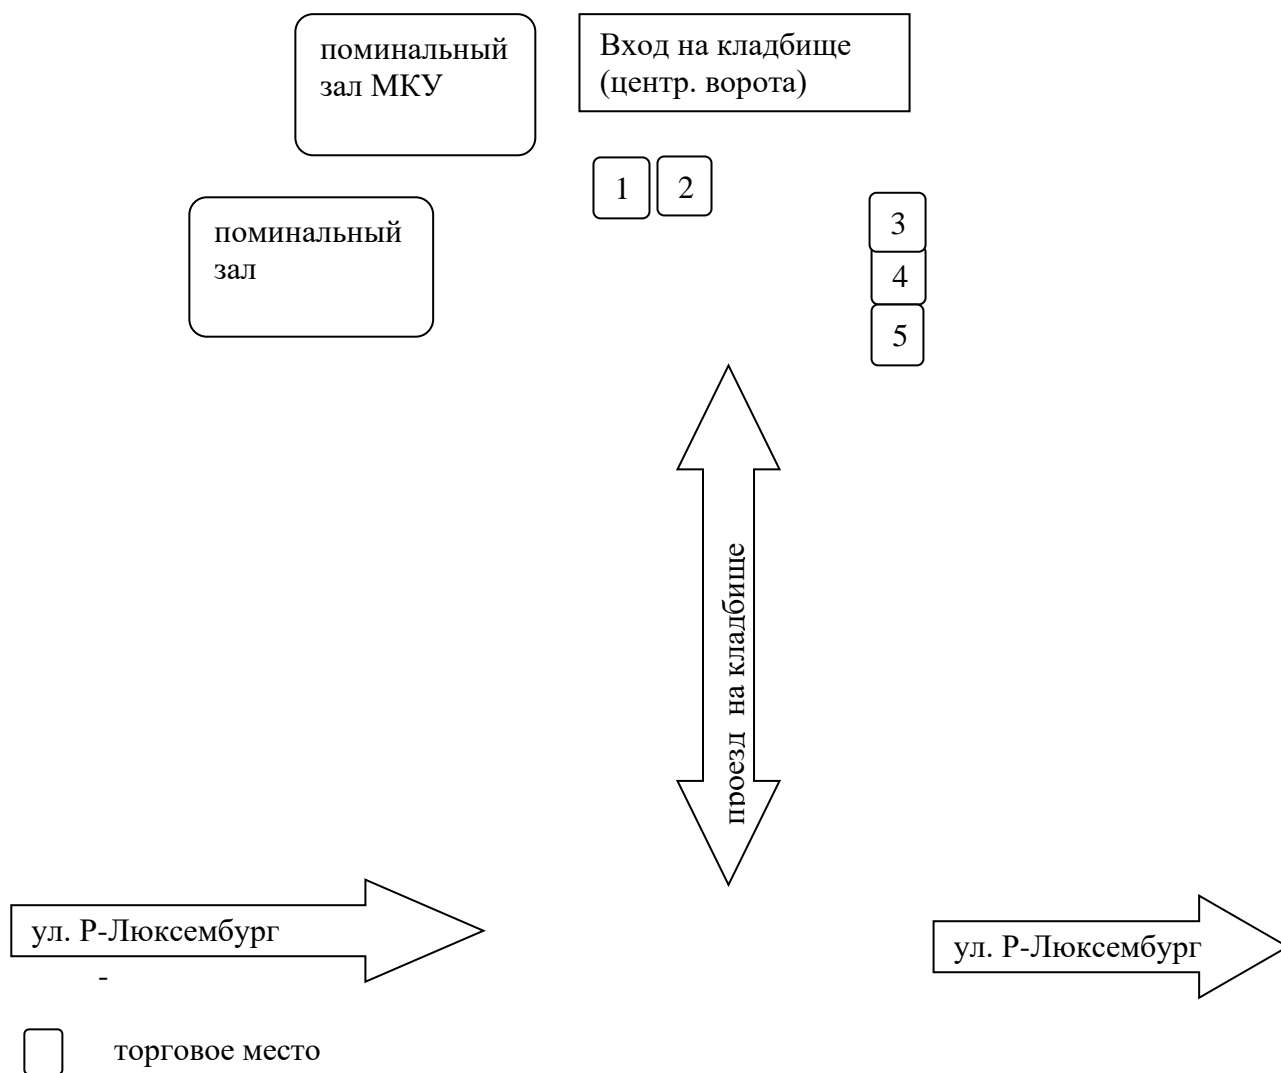 поминальный
зал МКУ
Вход на кладбище
(центр. ворота)
1
2
поминальный
зал
3
4
5
проезд на кладбище
ул. Р-Люксембург
-
ул. Р-Люксембург
торговое место